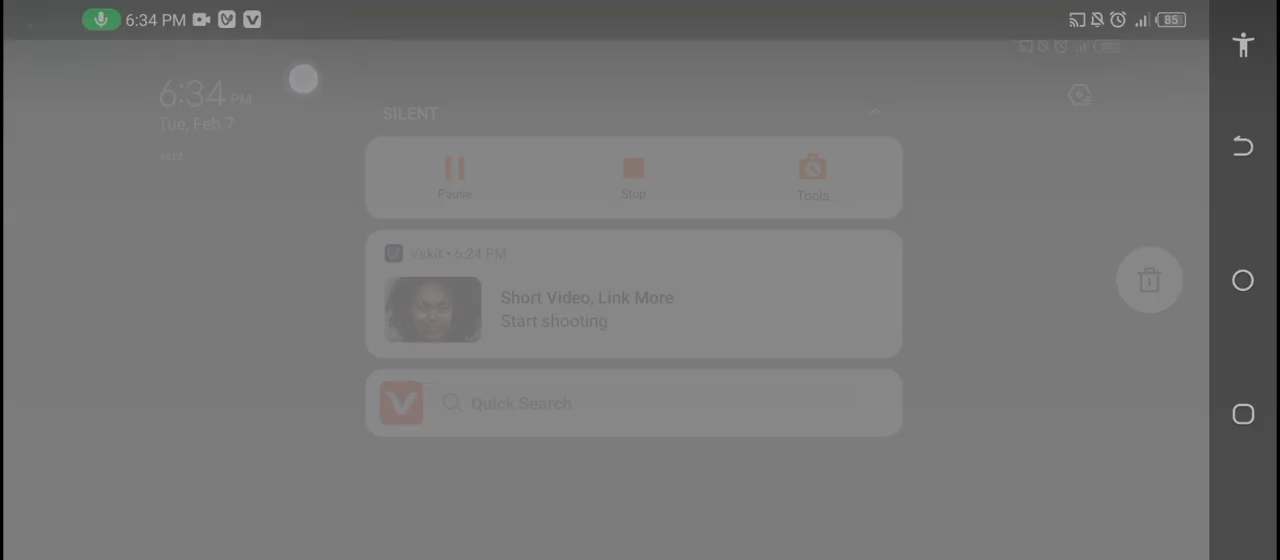 6:34 PM
85
6:34 PM
Tue, Feb 7
SILENT
Pause
Stop
Tools
Vskit • 6:24 PM
Short Video, Link More
Start shooting
Quick Search